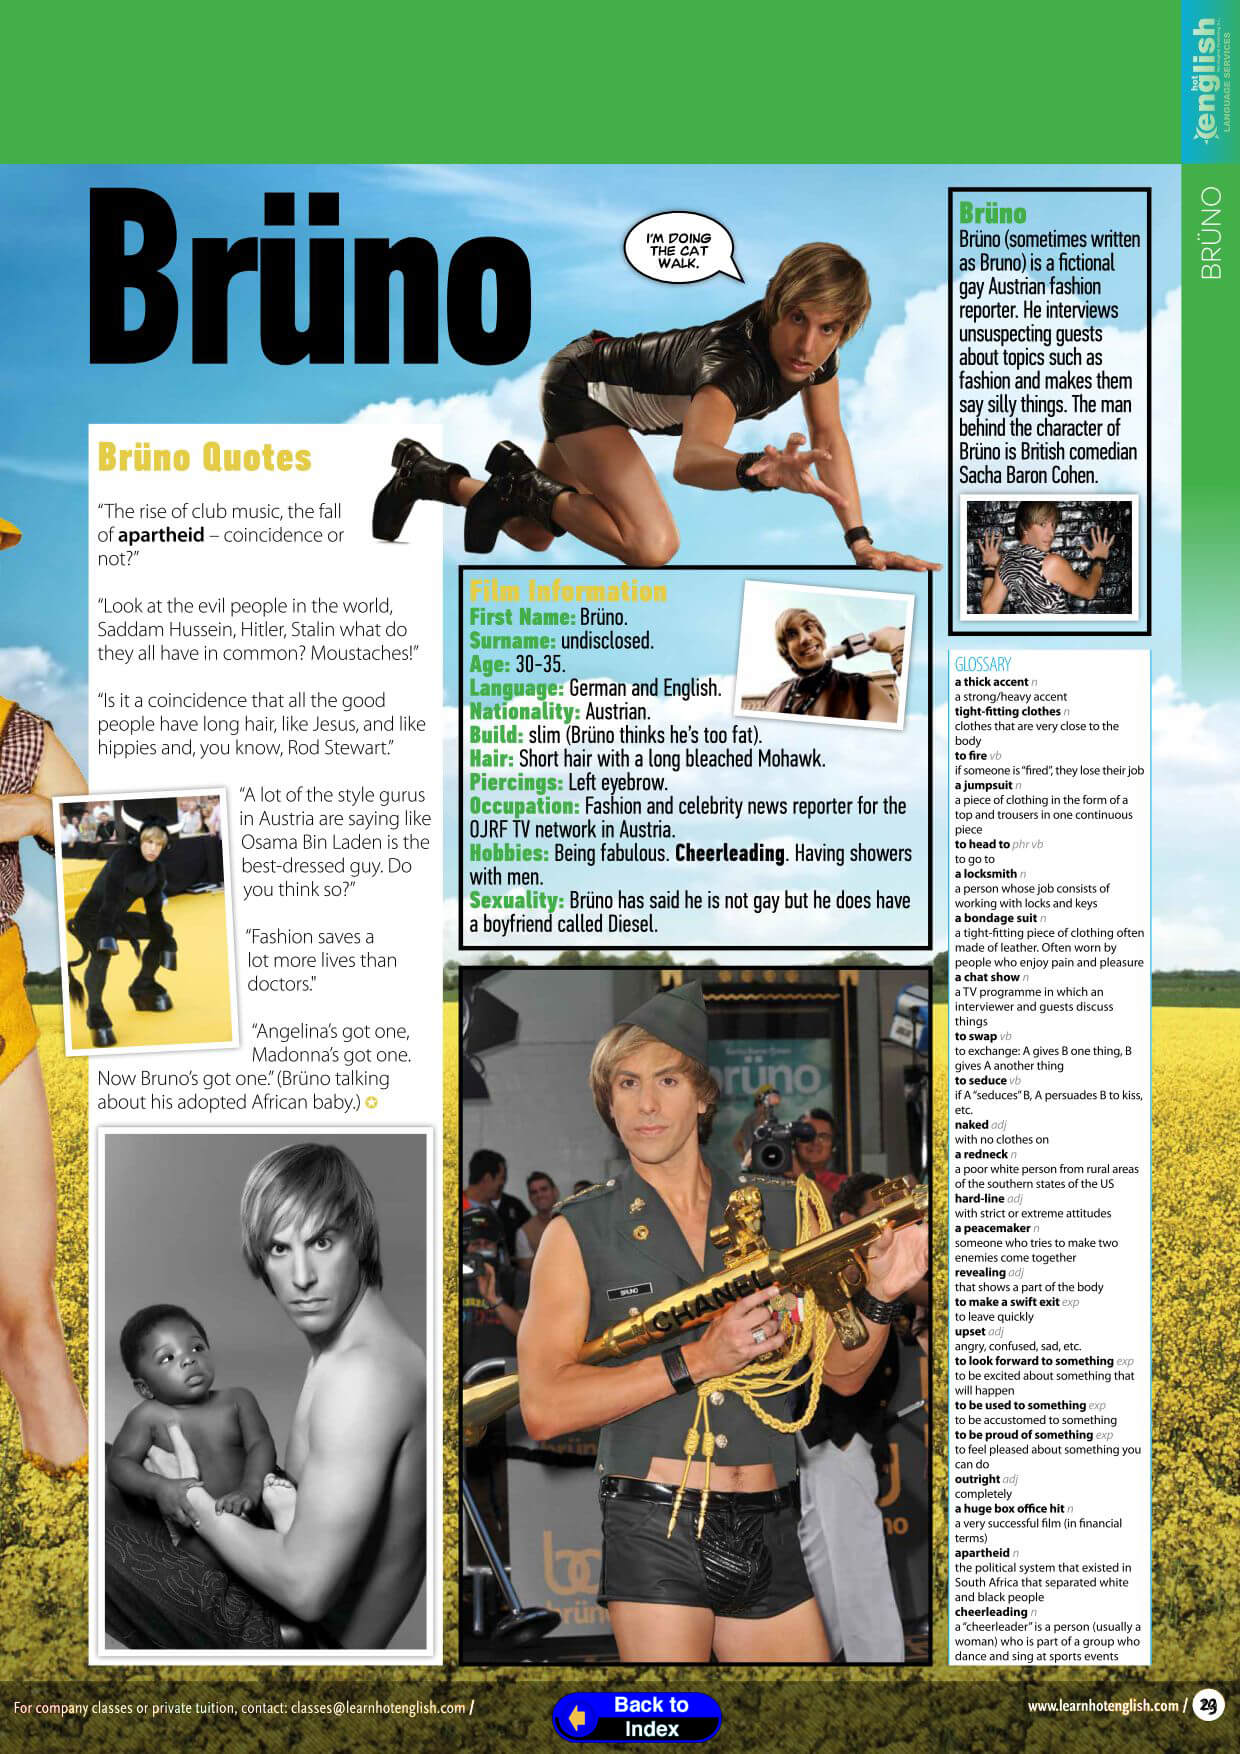 hot
english
LANGUAGE SERVICES
BRÜNO
Brüno
I'M DOING
THE CAT
WALK.
Brüno
Brüno (sometimes written
as Bruno) is a fictional
gay Austrian fashion
reporter. He interviews
unsuspecting guests
about topics such as
fashion and makes them
say silly things. The man
behind the character of
Brüno is British comedian
Sacha Baron Cohen.
Brüno Quotes
“The rise of club music, the fall
of apartheid – coincidence or
not?”
“Look at the evil people in the world,
Saddam Hussein, Hitler, Stalin what do
they all have in common? Moustaches!”
“Is it a coincidence that all the good
people have long hair, like Jesus, and like
hippies and, you know, Rod Stewart.”
“A lot of the style gurus
in Austria are saying like
Osama Bin Laden is the
best-dressed guy. Do
you think so?”
“Fashion saves a
lot more lives than
doctors."
“Angelina’s got one,
Madonna’s got one.
Now Bruno’s got one.” (Brüno talking
about his adopted African baby.)
Film Information
First Name: Brüno.
Surname: undisclosed.
Age: 30-35.
Language: German and English.
Nationality: Austrian.
Build: slim (Brüno thinks he’s too fat).
Hair: Short hair with a long bleached Mohawk.
Piercings: Left eyebrow.
Occupation: Fashion and celebrity news reporter for the
OJRF TV network in Austria.
Hobbies: Being fabulous. Cheerleading. Having showers
with men.
Sexuality: Brüno has said he is not gay but he does have
a boyfriend called Diesel.
brüno
BRUNO
CHANEL
brüno
GLOSSARY
a thick accent n
a strong/heavy accent
tight-fitting clothes n
clothes that are very close to the
body
to fire vb
if someone is “fired”, they lose their job
a jumpsuit n
a piece of clothing in the form of a
top and trousers in one continuous
piece
to head to phr vb
to go to
a locksmith n
a person whose job consists of
working with locks and keys
a bondage suit n
a tight-fitting piece of clothing often
made of leather. Often worn by
people who enjoy pain and pleasure
a chat show n
a TV programme in which an
interviewer and guests discuss
things
to swap vb
to exchange: A gives B one thing, B
gives A another thing
to seduce vb
if A “seduces” B, A persuades B to kiss,
etc.
naked adj
with no clothes on
a redneck n
a poor white person from rural areas
of the southern states of the US
hard-line adj
with strict or extreme attitudes
a peacemaker n
someone who tries to make two
enemies come together
revealing adj
that shows a part of the body
to make a swift exit exp
to leave quickly
upset adj
angry, confused, sad, etc.
to look forward to something exp
to be excited about something that
will happen
to be used to something exp
to be accustomed to something
to be proud of something exp
to feel pleased about something you
can do
outright adj
completely
a huge box office hit n
a very successful film (in financial
terms)
apartheid n
the political system that existed in
South Africa that separated white
and black people
cheerleading n
a “cheerleader” is a person (usually a
woman) who is part of a group who
dance and sing at sports events
For company classes or private tuition, contact: classes@learnhotenglish.com /
Back to
Index
www.learnhotenglish.com /